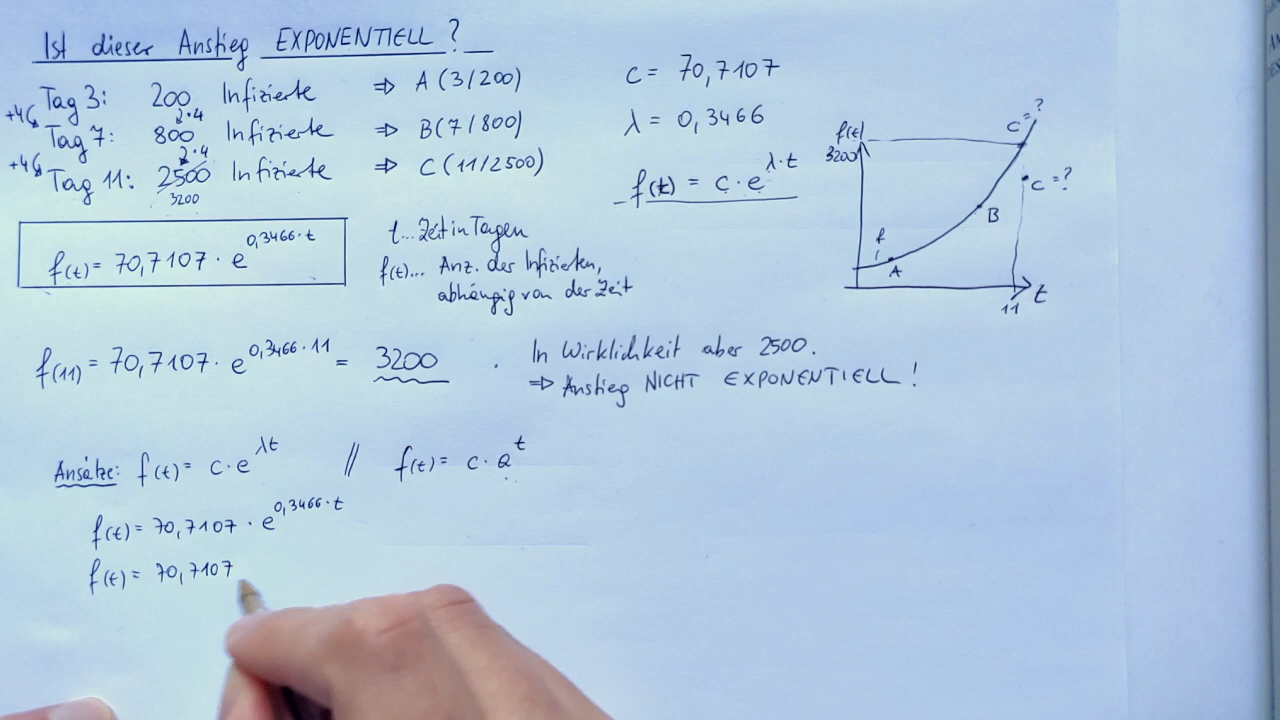 Ist dieser Anstieg EXPONENTIELL?
+4 Tag 3: 200 Infizierte ⇒ A (3/200)
2·4
+4 Tag 7: 800 Infizierte ⇒ B (7/800)
2·4
Tag 11: 2500 Infizierte ⇒ C (11/2500)
3200
c = 70,7107
λ = 0,3466
f(t) = c · e^λ·t
f(t)
3200
C = ?
C = ?
B
f
A
11
t
f(t) = 70,7107 · e^0,3466·t
t... Zeit in Tagen
f(t)... Anz. der Infizierten,
abhängig von der Zeit
f(11) = 70,7107 · e^0,3466·11 = 3200.
In Wirklichkeit aber 2500.
⇒ Anstieg NICHT EXPONENTIELL!
Ansätze: f(t) = c · e^λt // f(t) = c · a^t
f(t) = 70,7107 · e^0,3466·t
f(t) = 70,7107